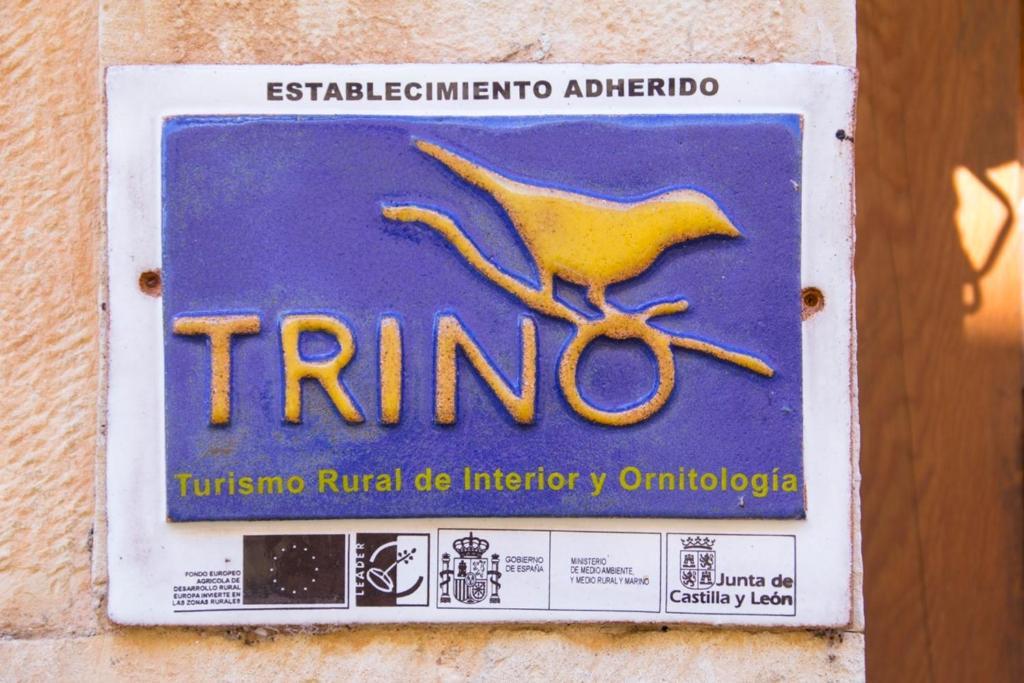 ESTABLECIMIENTO ADHERIDO
TRINO
Turismo Rural de Interior y Ornitología
FONDO EUROPEO
AGRICOLA DE
DESARROLLO RURAL
EUROPA INVIERTE EN
LAS ZONAS RURALES
LEADER
GOBIERNO
DE ESPAÑA
MINISTERIO
DE MEDIO AMBIENTE,
Y MEDIO RURAL Y MARINO
Junta de
Castilla y León